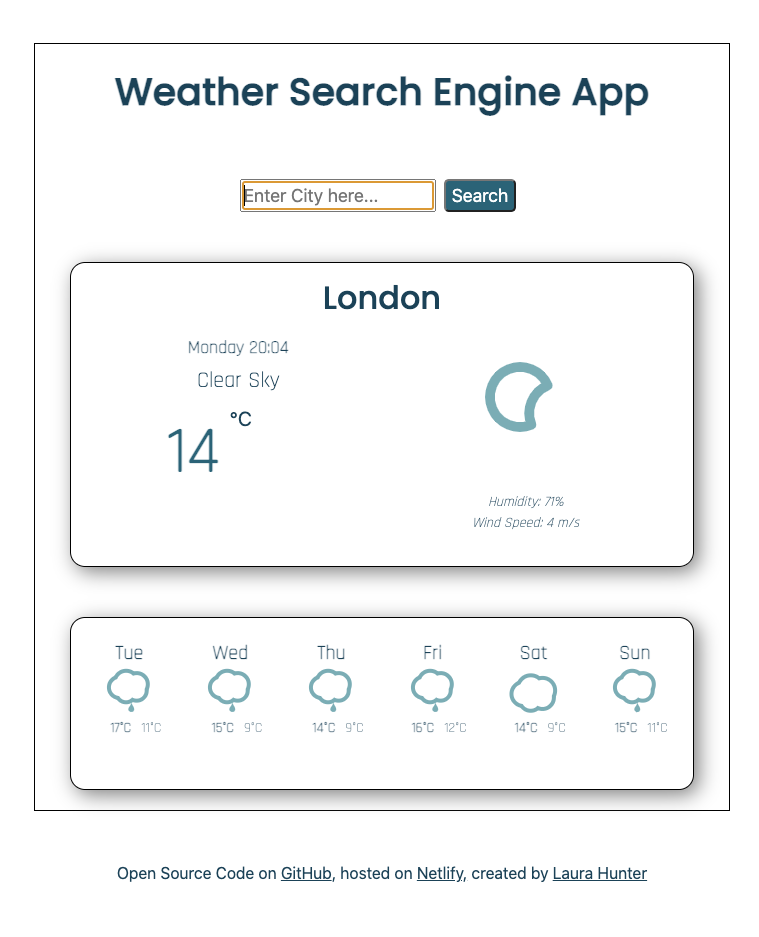 Weather Search Engine App
Enter City here...
Search
London
Monday 20:04
Clear Sky
14 °C
Humidity: 71%
Wind Speed: 4 m/s
Tue Wed Thu Fri Sat Sun
17°C 11°C 15°C 9°C 14°C 9°C 16°C 12°C 14°C 9°C 15°C 11°C
Open Source Code on GitHub, hosted on Netlify, created by Laura Hunter